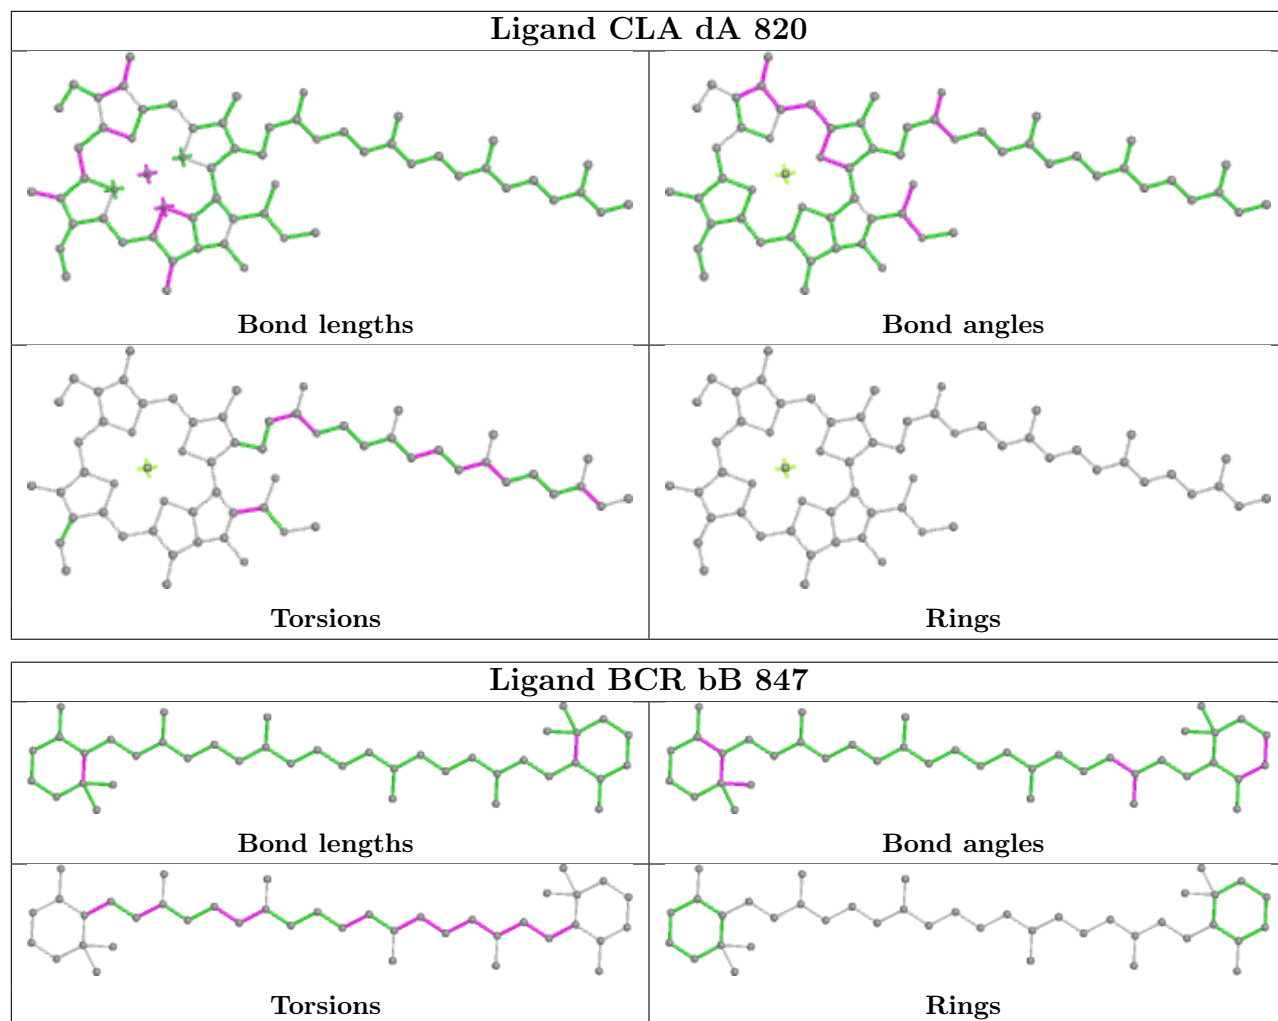 Ligand CLA dA 820
Bond lengths
Bond angles
Torsions
Rings
Ligand BCR bB 847
Bond lengths
Bond angles
Torsions
Rings